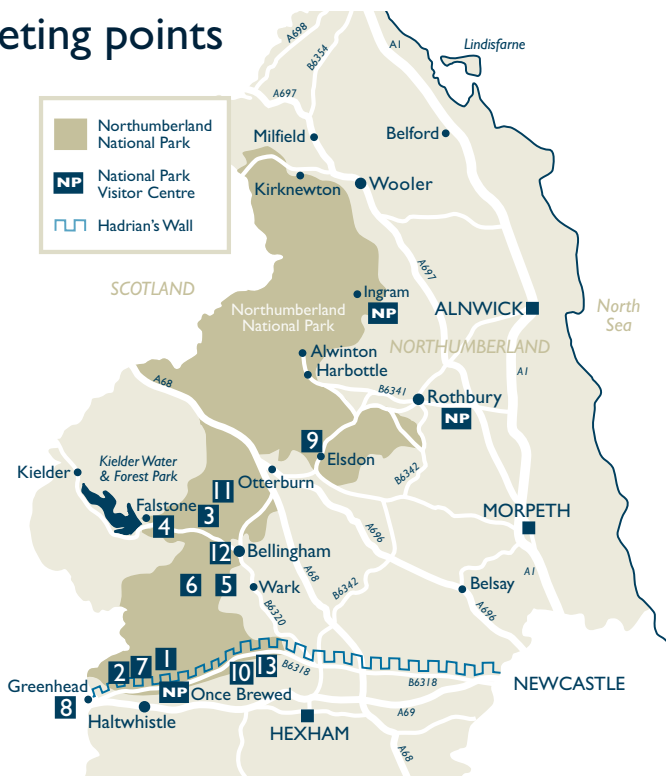 eting points
Northumberland
National Park
NP
National Park
Visitor Centre
Hadrian's Wall
A698
B6354
A1
Lindisfarne
A697
Milfield
Belford
Kirknewton
Wooler
A697
SCOTLAND
Ingram
NP
Northumberland
National Park
ALNWICK
North
Sea
Alwinton
NORTHUMBERLAND
Harbottle
A68
B6341
A1
Rothbury
NP
9
Elsdon
Kielder
Kielder Water
& Forest Park
Otterburn
B6342
11
Falstone
3
4
MORPETH
A696
12
Bellingham
A68
A1
6
5
Wark
B6342
Belsay
B6320
A696
1
7
2
10
13
B6318
Greenhead
8
NP
Once Brewed
B6318
NEWCASTLE
Haltwhistle
A69
HEXHAM
A68